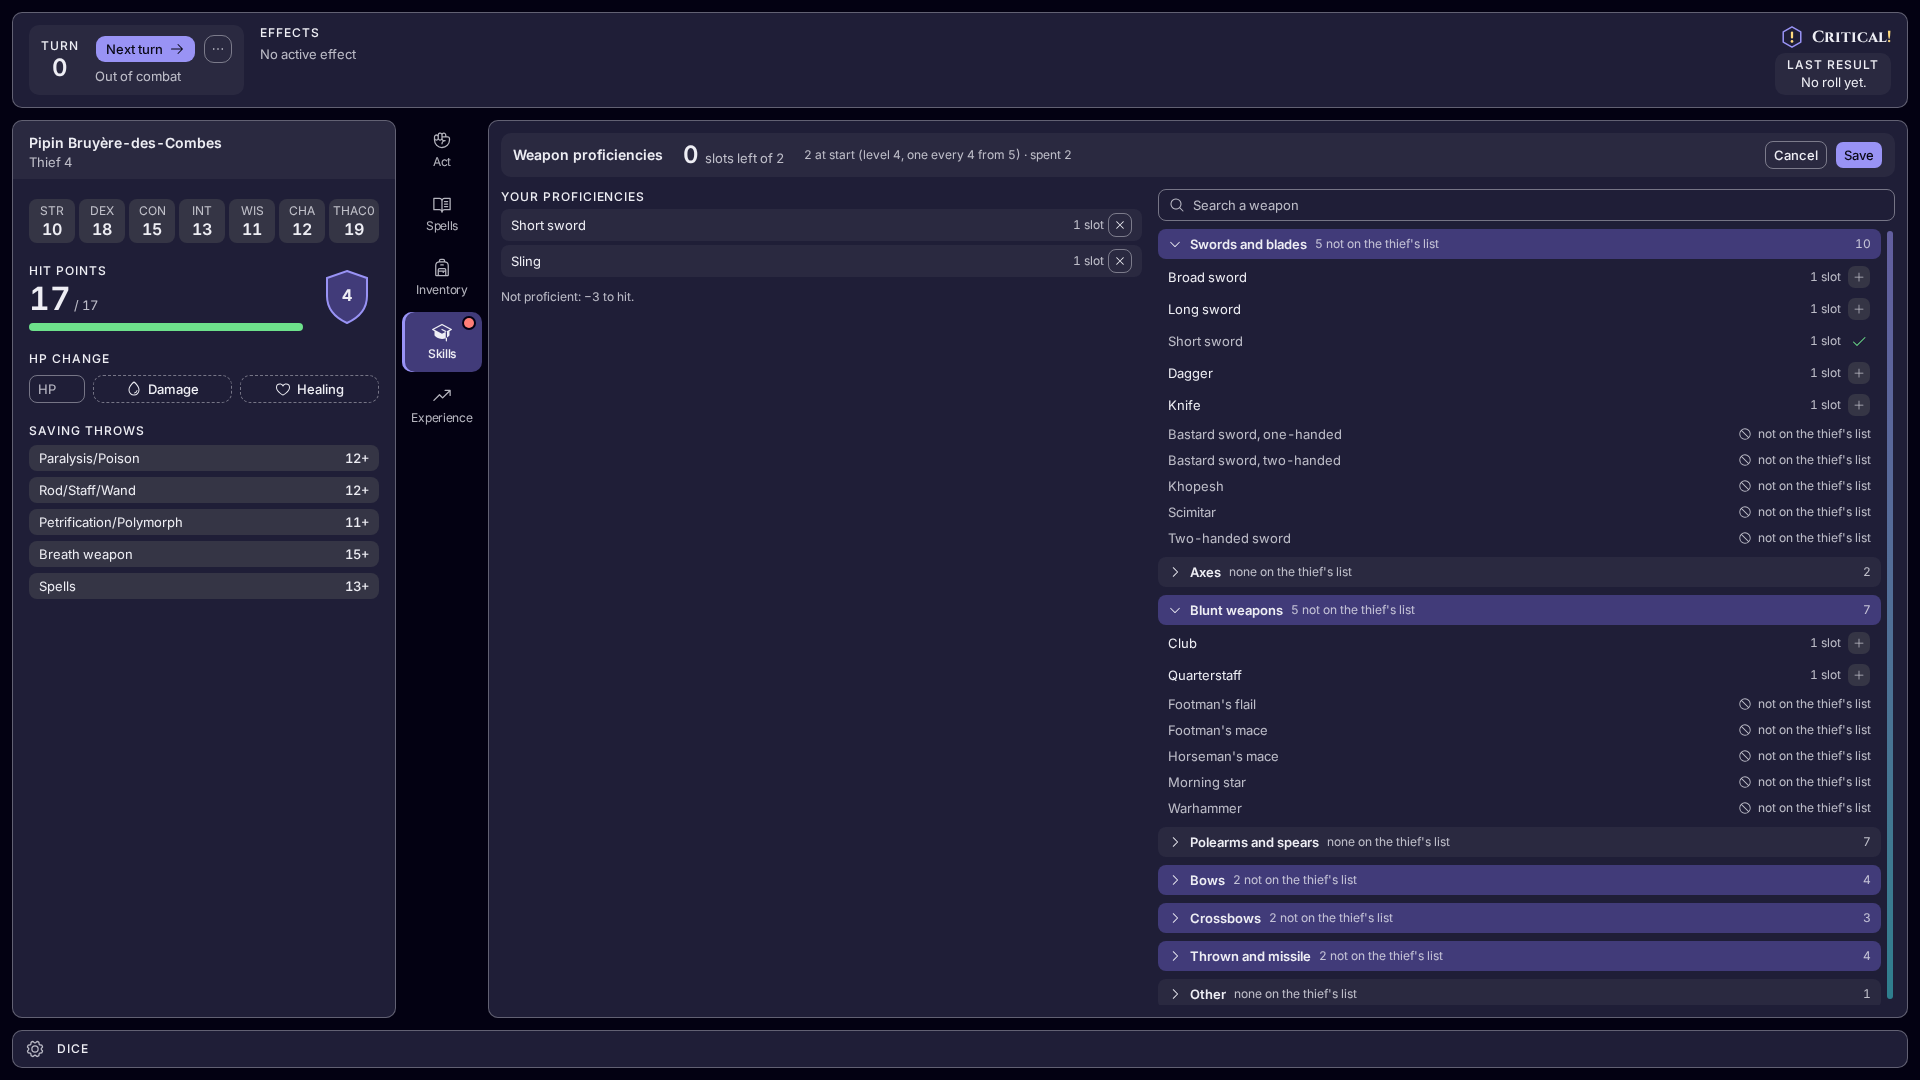 TURN
0
Next turn
Out of combat
EFFECTS
No active effect
CRITICAL!
LAST RESULT
No roll yet.
Pipin Bruyère-des-Combes
Thief 4
STR DEX CON INT WIS CHA THAC0
10 18 15 13 11 12 19
HIT POINTS
17 / 17
4
HP CHANGE
HP Damage Healing
SAVING THROWS
Paralysis/Poison 12+
Rod/Staff/Wand 12+
Petrification/Polymorph 11+
Breath weapon 15+
Spells 13+
Act
Spells
Inventory
Skills
Experience
Weapon proficiencies 0 slots left of 2 2 at start (level 4, one every 4 from 5) · spent 2 Cancel Save
YOUR PROFICIENCIES
Short sword 1 slot
Sling 1 slot
Not proficient: −3 to hit.
Search a weapon
Swords and blades 5 not on the thief's list 10
Broad sword 1 slot
Long sword 1 slot
Short sword 1 slot
Dagger 1 slot
Knife 1 slot
Bastard sword, one-handed not on the thief's list
Bastard sword, two-handed not on the thief's list
Khopesh not on the thief's list
Scimitar not on the thief's list
Two-handed sword not on the thief's list
Axes none on the thief's list 2
Blunt weapons 5 not on the thief's list 7
Club 1 slot
Quarterstaff 1 slot
Footman's flail not on the thief's list
Footman's mace not on the thief's list
Horseman's mace not on the thief's list
Morning star not on the thief's list
Warhammer not on the thief's list
Polearms and spears none on the thief's list 7
Bows 2 not on the thief's list 4
Crossbows 2 not on the thief's list 3
Thrown and missile 2 not on the thief's list 4
Other none on the thief's list 1
DICE